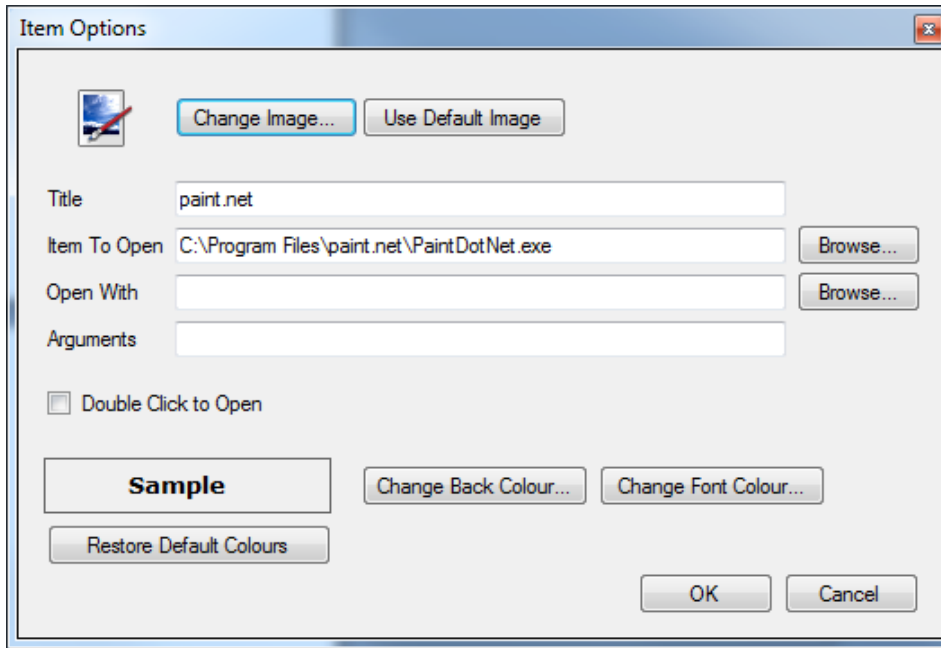 Item Options
Change Image... Use Default Image
Title paint.net
Item To Open C:\Program Files\paint.net\PaintDotNet.exe Browse...
Open With Browse...
Arguments
Double Click to Open
Sample Change Back Colour... Change Font Colour...
Restore Default Colours
OK Cancel